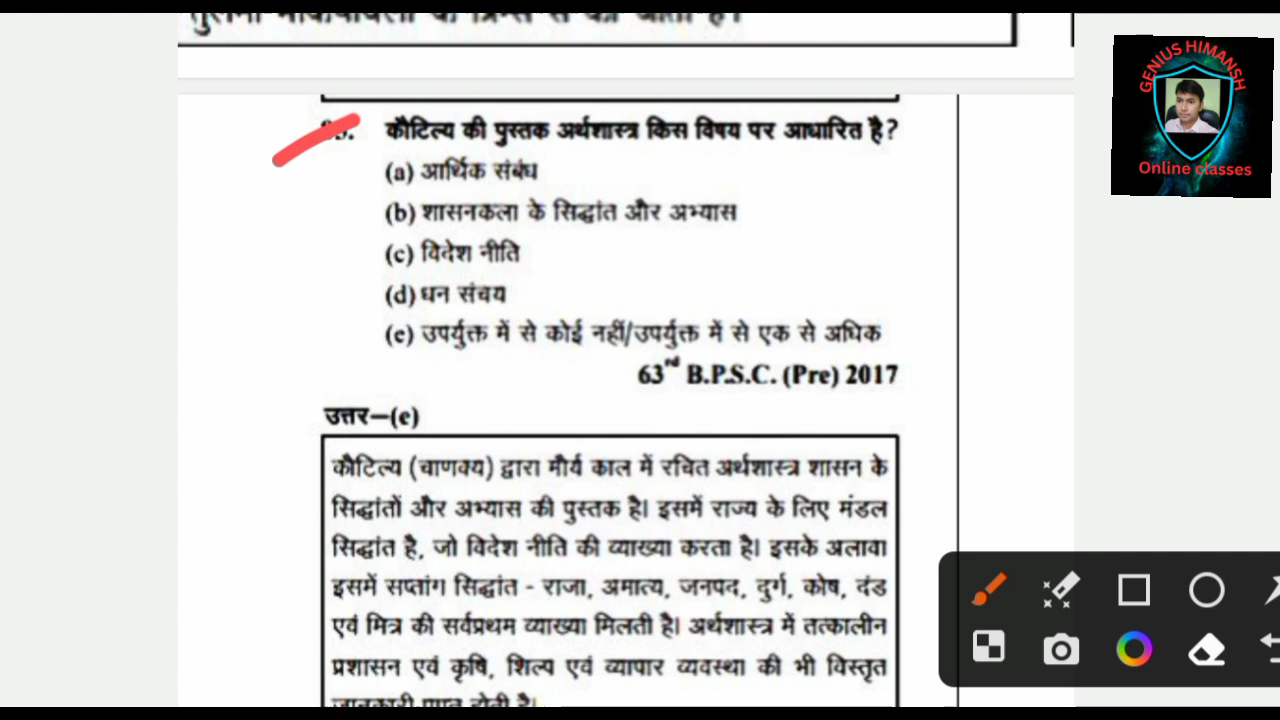 कौटिल्य की पुस्तक अर्थशास्त्र किस विषय पर आधारित है?
(a) आर्थिक संबंध
(b) शासनकला के सिद्धांत और अभ्यास
(c) विदेश नीति
(d) धन संचय
(e) उपर्युक्त में से कोई नहीं/उपर्युक्त में से एक से अधिक
63rd B.P.S.C. (Pre) 2017
उत्तर—(e)
कौटिल्य (चाणक्य) द्वारा मौर्य काल में रचित अर्थशास्त्र शासन के
सिद्धांतों और अभ्यास की पुस्तक है। इसमें राज्य के लिए मंडल
सिद्धांत है, जो विदेश नीति की व्याख्या करता है। इसके अलावा
इसमें सप्तांग सिद्धांत - राजा, अमात्य, जनपद, दुर्ग, कोष, दंड
एवं मित्र की सर्वप्रथम व्याख्या मिलती है। अर्थशास्त्र में तत्कालीन
प्रशासन एवं कृषि, शिल्प एवं व्यापार व्यवस्था की भी विस्तृत
GENIUS HIMANSH
Online classes